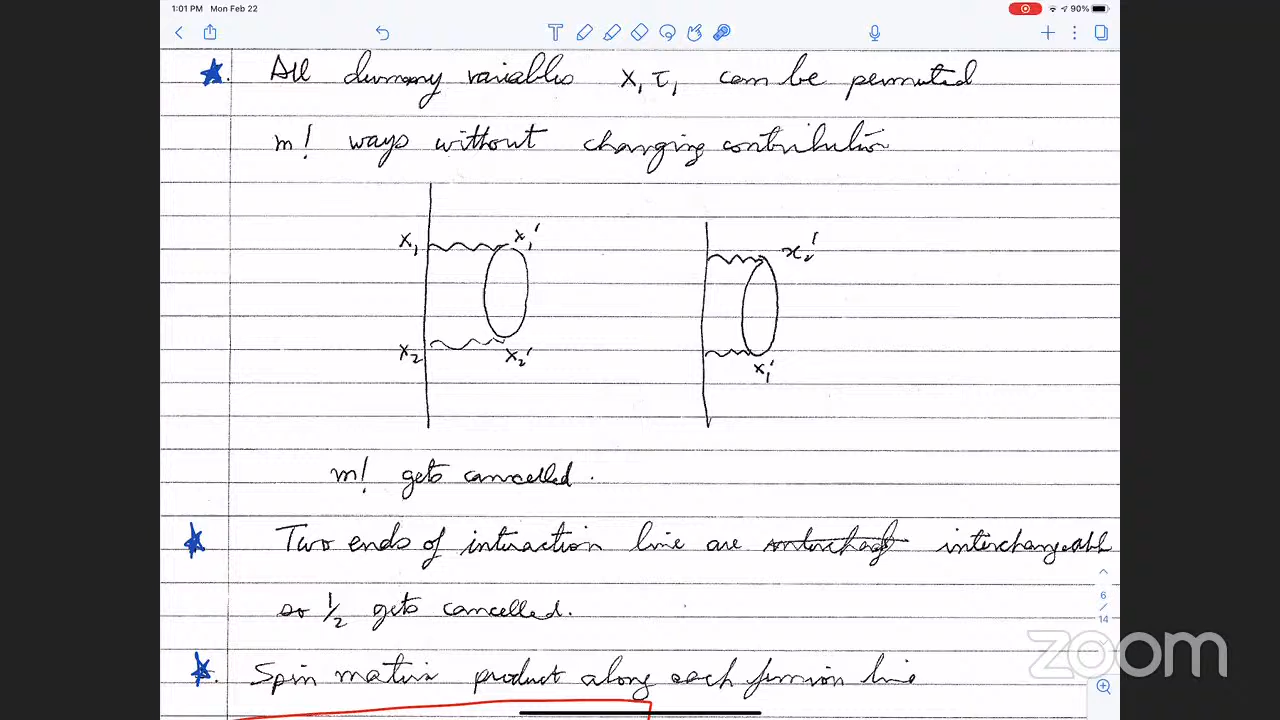 1:01 PM Mon Feb 22
90%
All dummy variables x₁ τ₁ can be permuted
m! ways without changing contribution
x₁ x₁'
x₂'
x₂ x₂'
x₁'
m! gets cancelled.
Two ends of interaction line are interchangeable
so 1/2 gets cancelled.
6
/
14
zoom
Spin matrix product along each fermion line